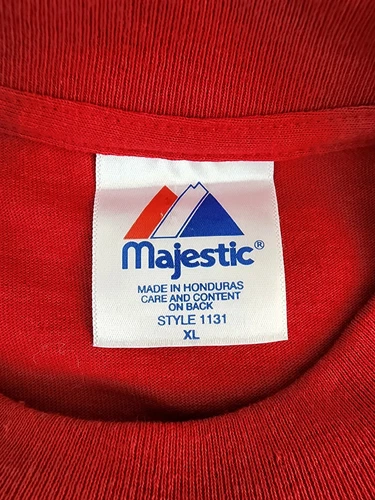 Majestic®
MADE IN HONDURAS
CARE AND CONTENT
ON BACK
STYLE 1131
XL